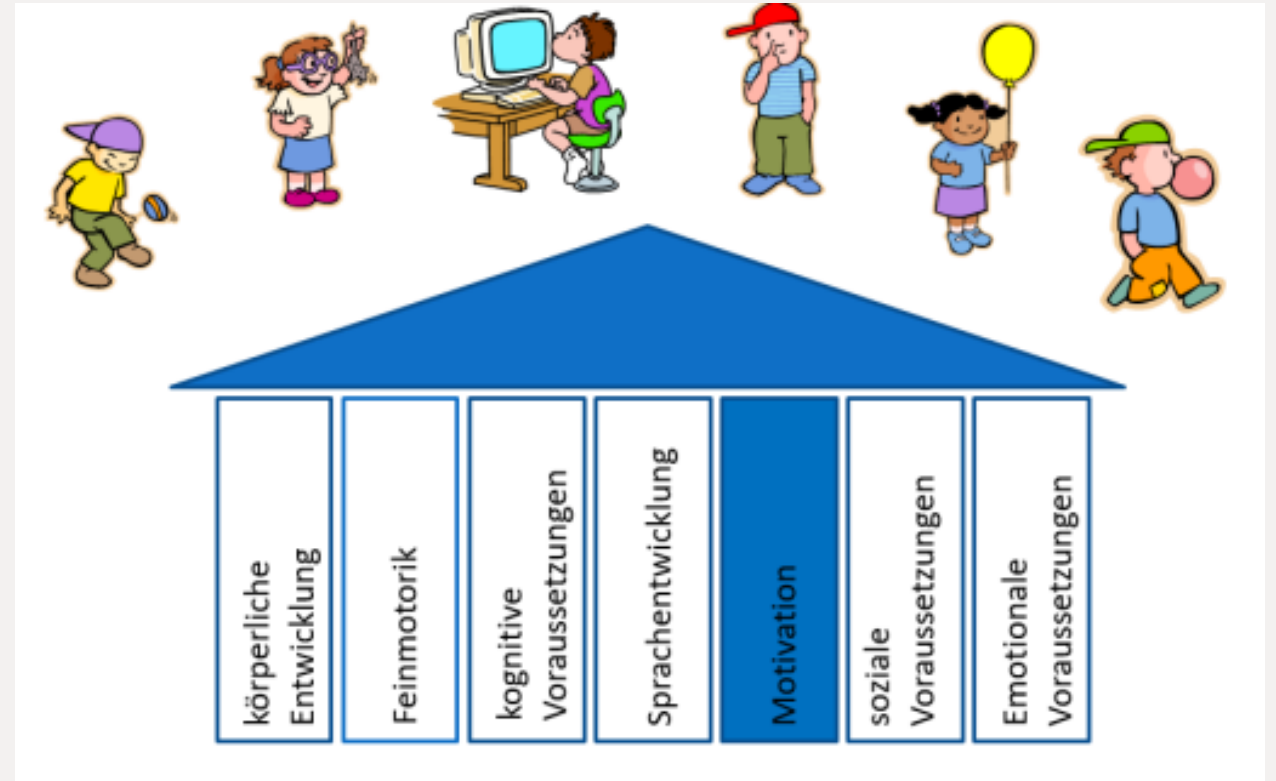 körperliche
Entwicklung
Feinmotorik
kognitive
Voraussetzungen
Sprachentwicklung
Motivation
soziale
Voraussetzungen
Emotionale
Voraussetzungen